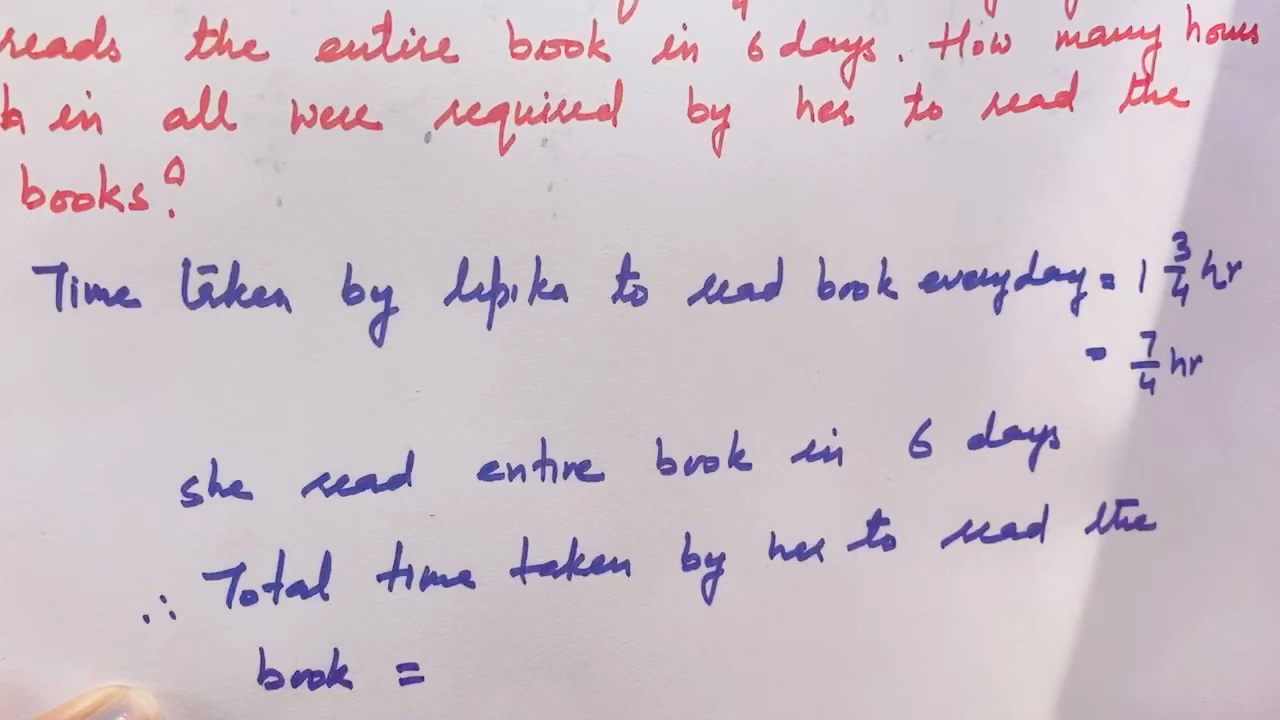 reads the entire book in 6 days. How many hours
in all were required by her to read the
books?
Time taken by lipika to read book everyday = 1 3/4 hr
= 7/4 hr
she read entire book in 6 days
∴ Total time taken by her to read the
book =